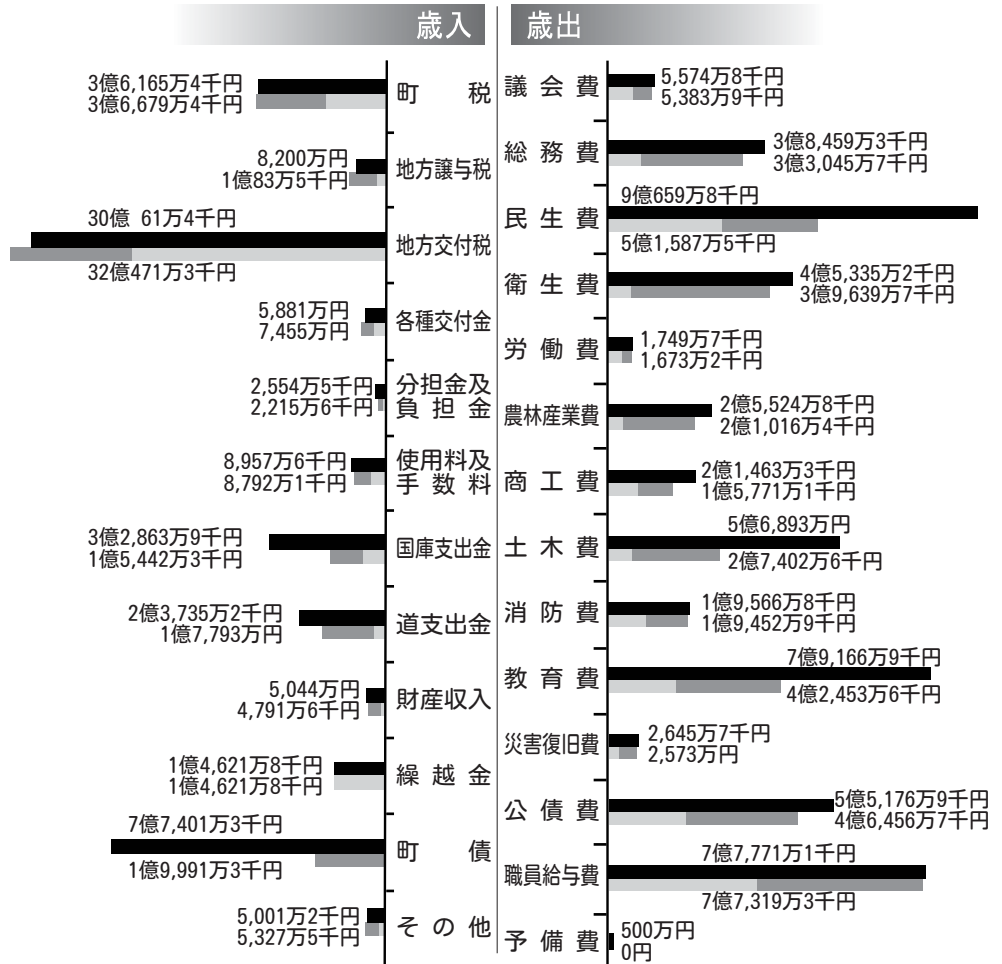 歳入
3億6,165万4千円
3億6,679万4千円
町税
8,200万円
1億83万5千円
地方譲与税
30億 61万4千円
32億471万3千円
地方交付税
5,881万円
7,455万円
各種交付金
2,554万5千円
2,215万6千円
分担金及
負担金
8,957万6千円
8,792万1千円
使用料及
手数料
3億2,863万9千円
1億5,442万3千円
国庫支出金
2億3,735万2千円
1億7,793万円
道支出金
5,044万円
4,791万6千円
財産収入
1億4,621万8千円
1億4,621万8千円
繰越金
7億7,401万3千円
1億9,991万3千円
町債
5,001万2千円
5,327万5千円
その他
歳出
議会費
5,574万8千円
5,383万9千円
総務費
3億8,459万3千円
3億3,045万7千円
民生費
9億659万8千円
5億1,587万5千円
衛生費
4億5,335万2千円
3億9,639万7千円
労働費
1,749万7千円
1,673万2千円
農林産業費
2億5,524万8千円
2億1,016万4千円
商工費
2億1,463万3千円
1億5,771万1千円
土木費
5億6,893万円
2億7,402万6千円
消防費
1億9,566万8千円
1億9,452万9千円
教育費
7億9,166万9千円
4億2,453万6千円
災害復旧費
2,645万7千円
2,573万円
公債費
5億5,176万9千円
4億6,456万7千円
職員給与費
7億7,771万1千円
7億7,319万3千円
予備費
500万円
0円